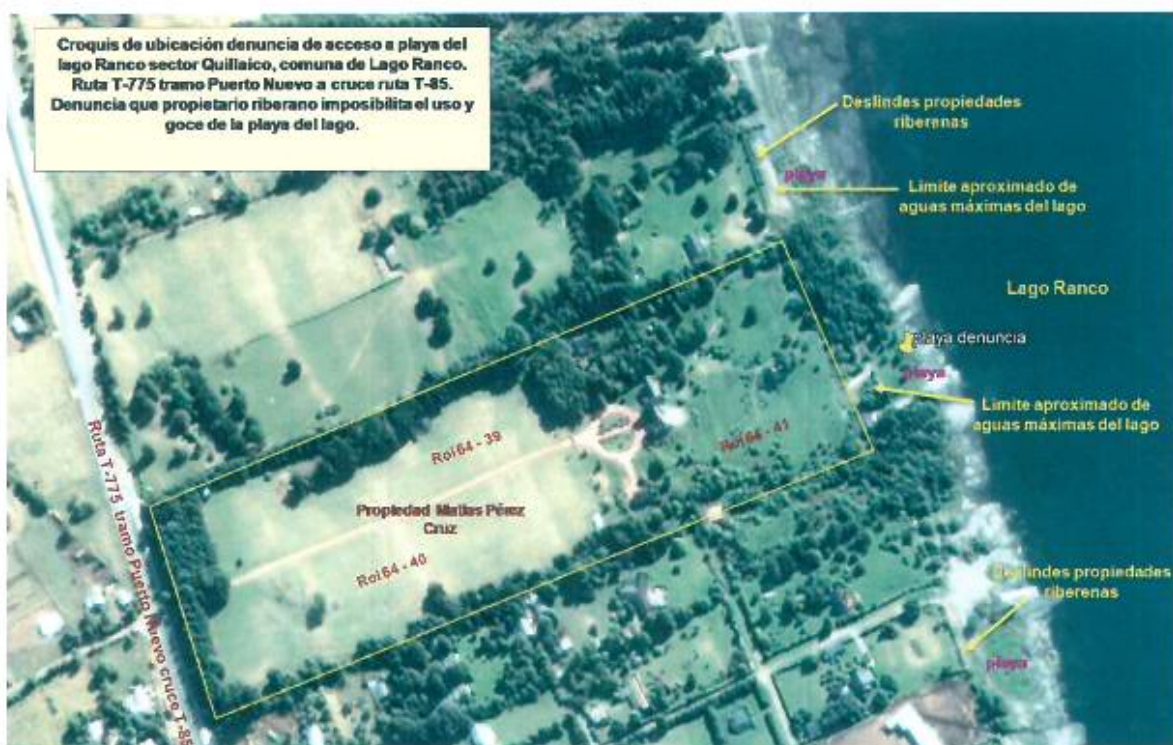 Croquis de ubicación denuncia de acceso a playa del
lago Ranco sector Quillaico, comuna de Lago Ranco.
Ruta T-775 tramo Puerto Nuevo a cruce ruta T-85.
Denuncia que propietario riberano imposibilita el uso y
goce de la playa del lago.
Deslindes propiedades
riberenas
playa
Limite aproximado de
aguas máximas del lago
Lago Ranco
playa denuncia
playa
Limite aproximado de
aguas máximas del lago
Rol 64 - 39
Rol 64 - 41
Propiedad Matías Pérez
Cruz
Rol 64 - 40
Ruta T-775 tramo Puerto Nuevo cruce T-85
Deslindes propiedades
riberenas
playa